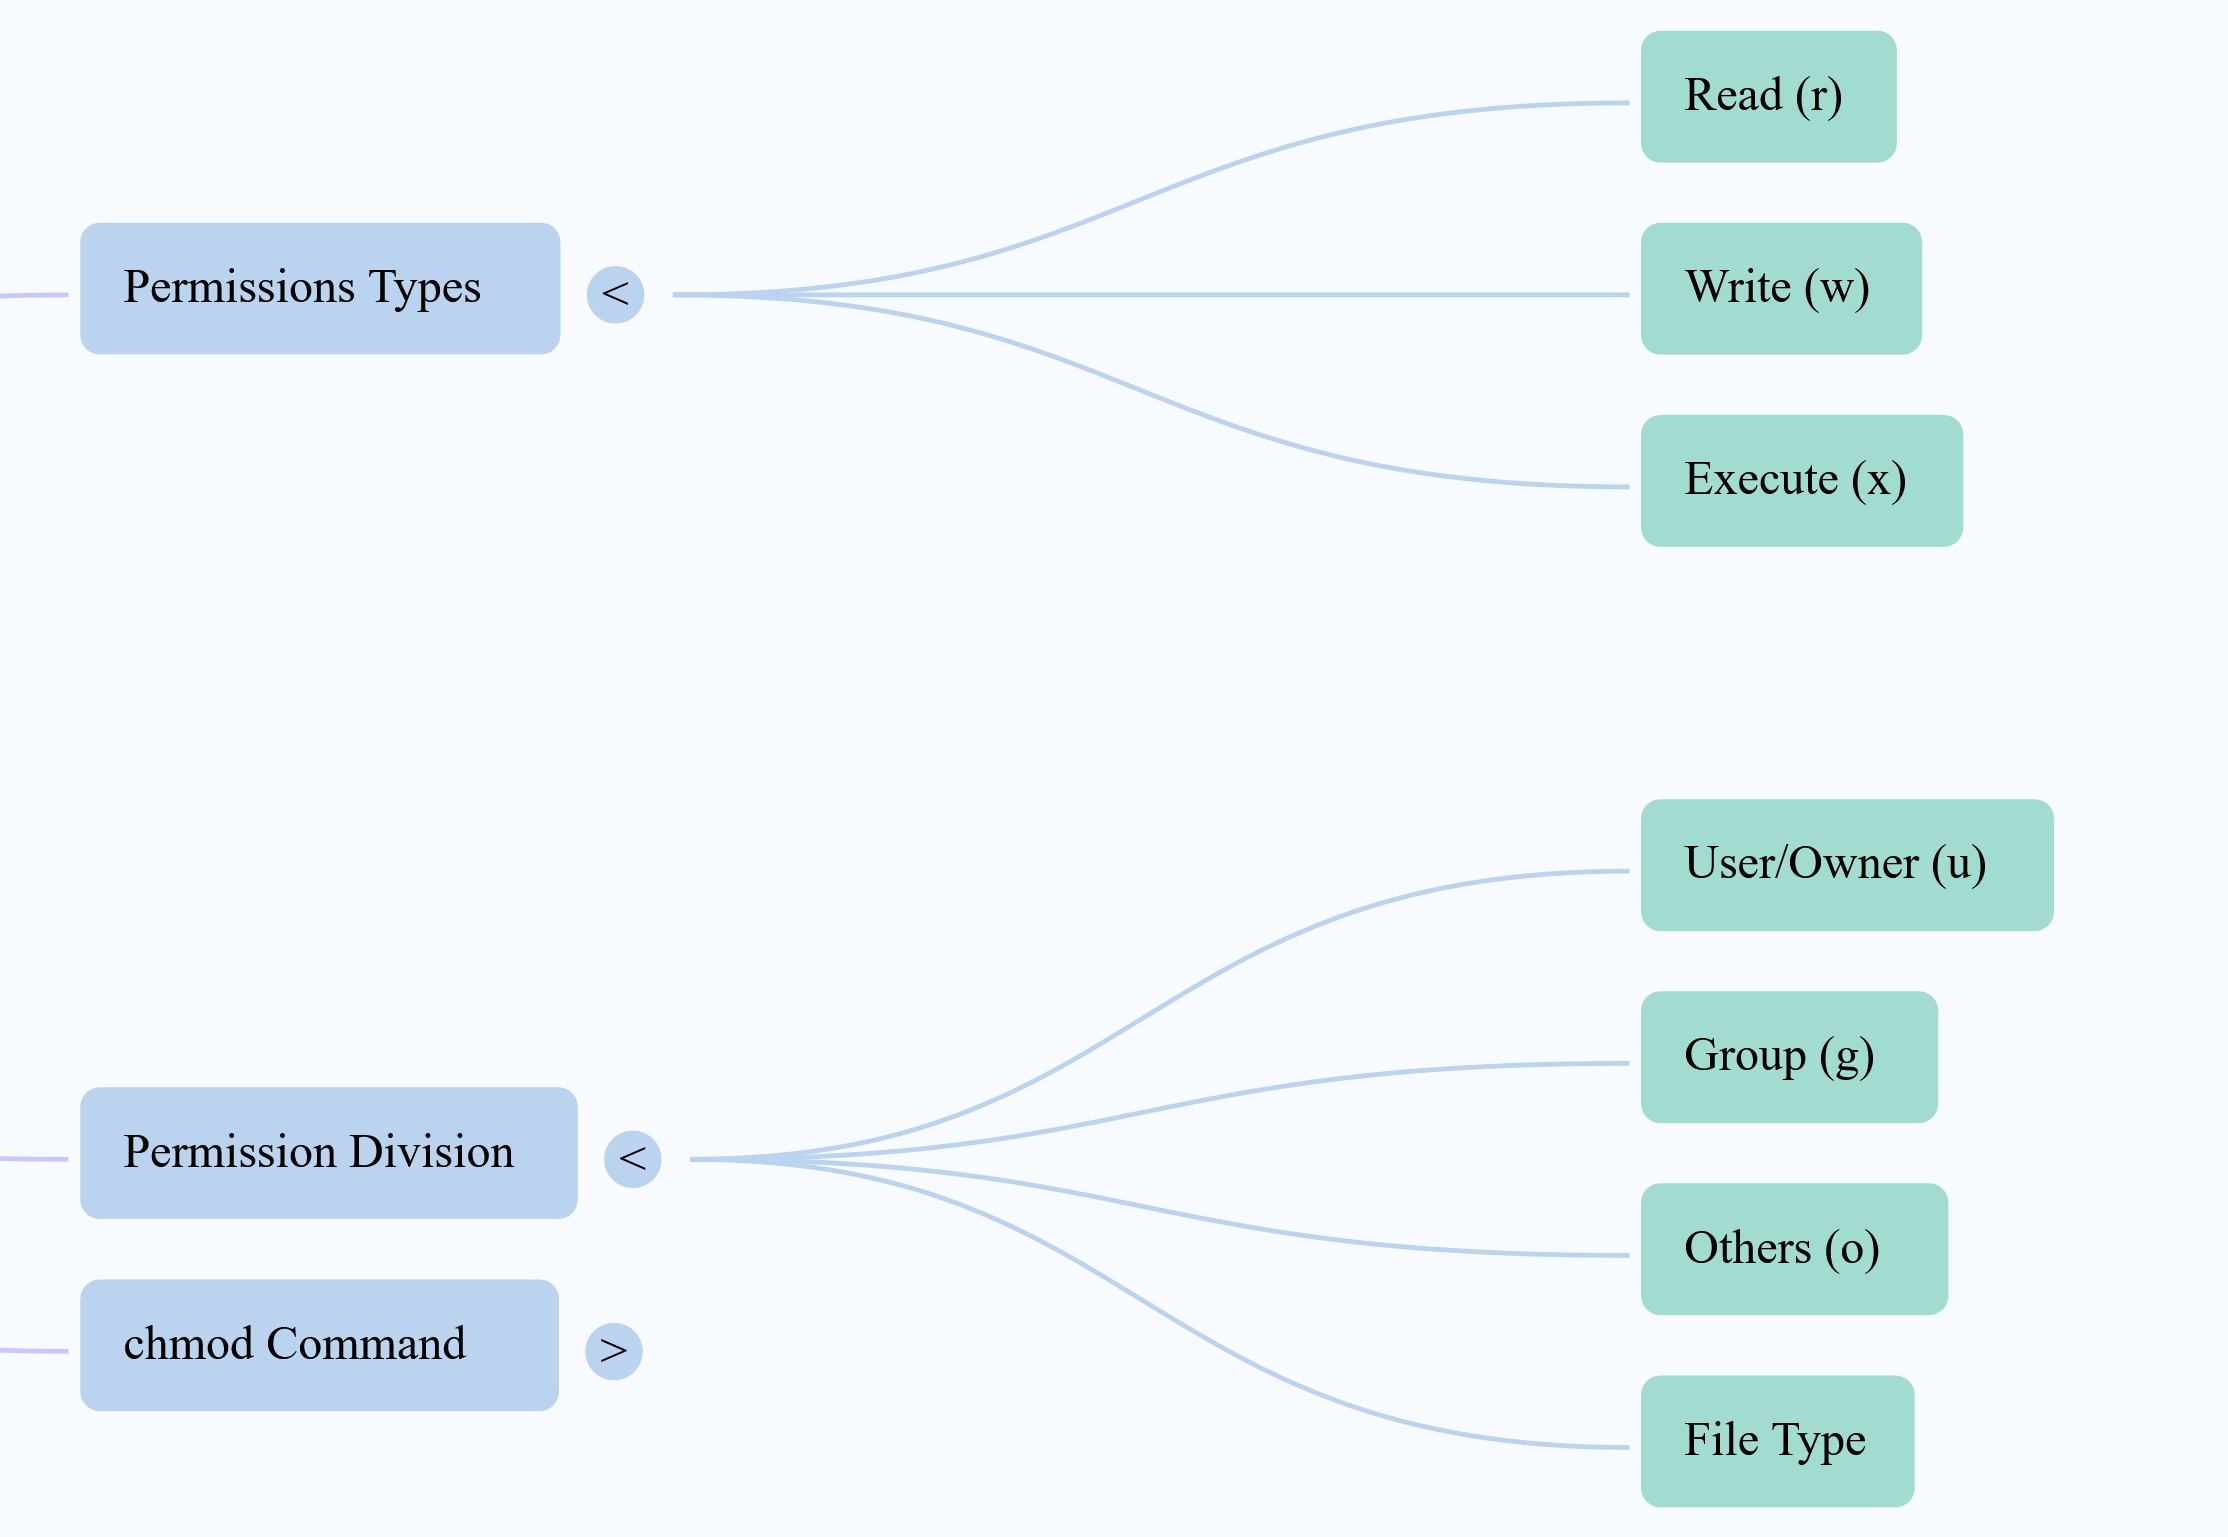 Read (r)
Permissions Types
<
Write (w)
Execute (x)
User/Owner (u)
Group (g)
Permission Division
<
Others (o)
chmod Command
>
File Type